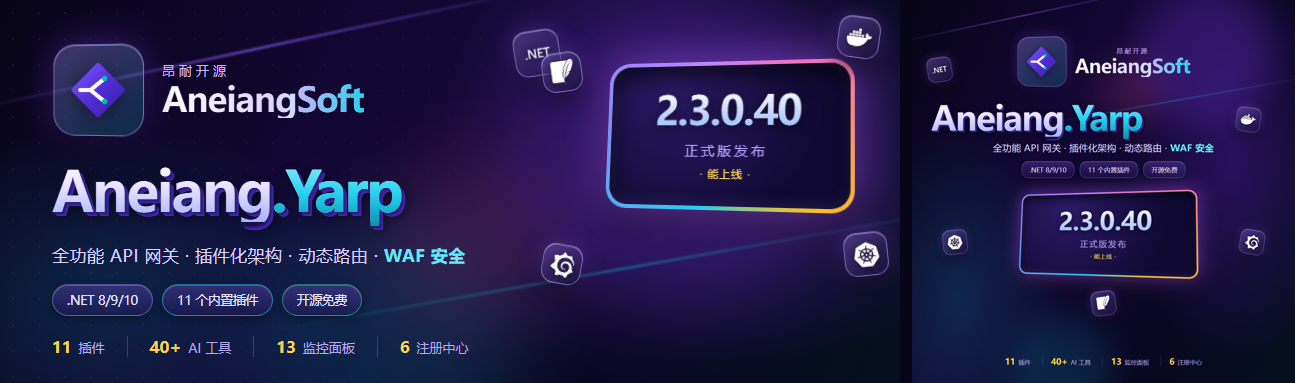 昂耐开源
AneiangSoft
Aneiang.Yarp
全功能 API 网关 · 插件化架构 · 动态路由 · WAF 安全
.NET 8/9/10
11 个内置插件
开源免费
11 插件
40+ AI 工具
13 监控面板
6 注册中心
.NET
2.3.0.40
正式版发布
· 能上线 ·
.NET
昂耐开源
AneiangSoft
Aneiang.Yarp
全功能 API 网关 · 插件化架构 · 动态路由 · WAF 安全
.NET 8/9/10
11 个内置插件
开源免费
2.3.0.40
正式版发布
· 能上线 ·
11 插件
40+ AI 工具
13 监控面板
6 注册中心